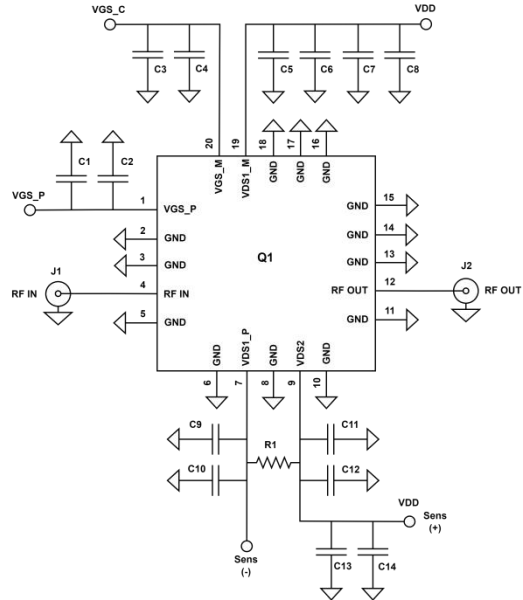 VGS_C
VDD
C3
C4
C5
C6
C7
C8
20
19
18
17
16
C1
C2
VGS_M
VDS1_M
GND
GND
GND
VGS_P
1
VGS_P
GND
15
2
GND
GND
14
Q1
3
GND
GND
13
J1
J2
RF IN
4
RF IN
RF OUT
12
RF OUT
5
GND
GND
11
GND
VDS1_P
GND
VDS2
GND
6
7
8
9
10
C9
C11
R1
C10
C12
VDD
Sens
(+)
Sens
(-)
C13
C14